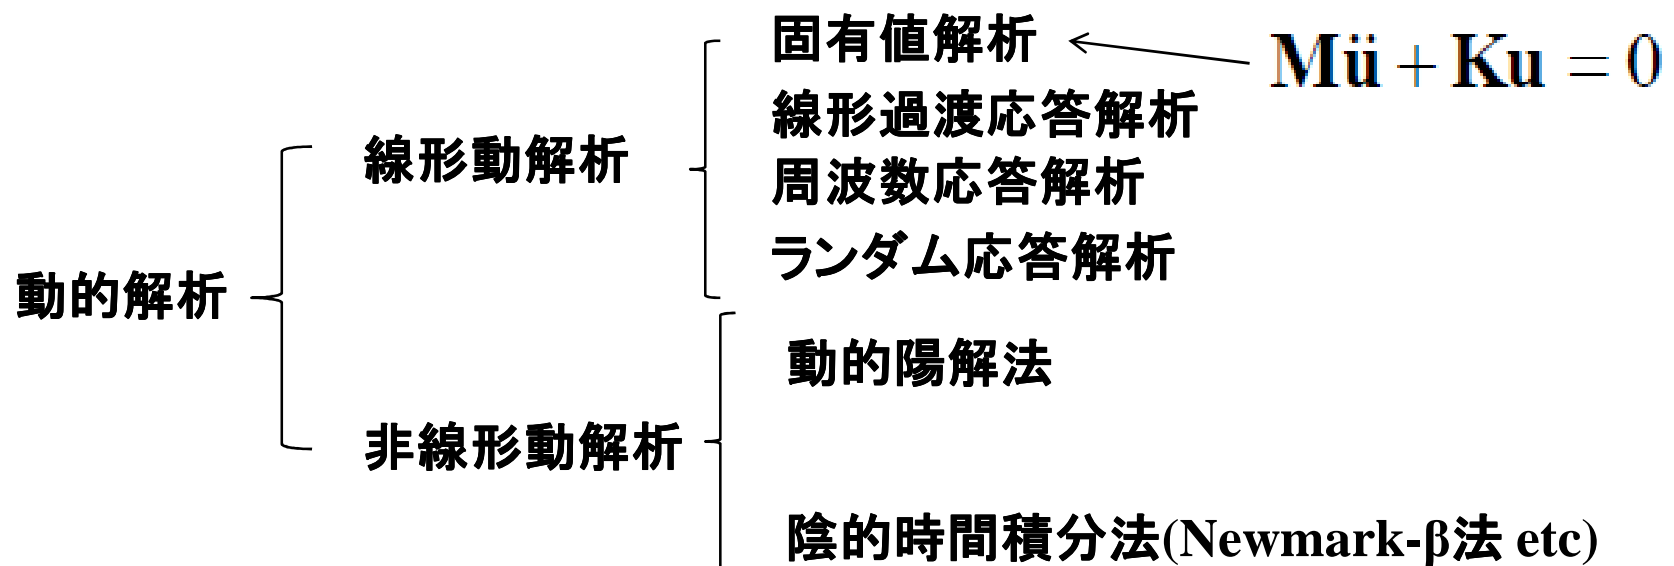 動的解析
線形動解析
固有値解析
𝐌ü + 𝐊𝐮 = 0
線形過渡応答解析
周波数応答解析
ランダム応答解析
非線形動解析
動的陽解法
陰的時間積分法(Newmark-β法 etc)